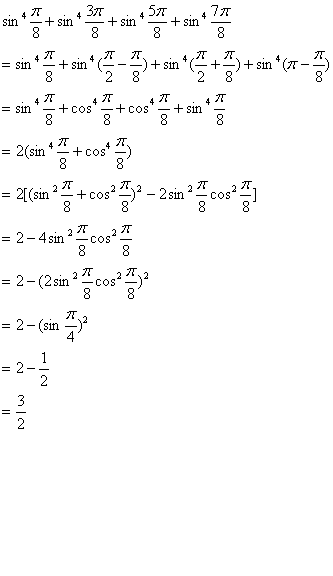 sin⁴ π/8 + sin⁴ 3π/8 + sin⁴ 5π/8 + sin⁴ 7π/8
= sin⁴ π/8 + sin⁴(π/2 − π/8) + sin⁴(π/2 + π/8) + sin⁴(π − π/8)
= sin⁴ π/8 + cos⁴ π/8 + cos⁴ π/8 + sin⁴ π/8
= 2(sin⁴ π/8 + cos⁴ π/8)
= 2[(sin² π/8 + cos² π/8)² − 2sin² π/8 cos² π/8]
= 2 − 4sin² π/8 cos² π/8
= 2 − (2sin² π/8 cos² π/8)²
= 2 − (sin π/4)²
= 2 − 1/2
= 3/2